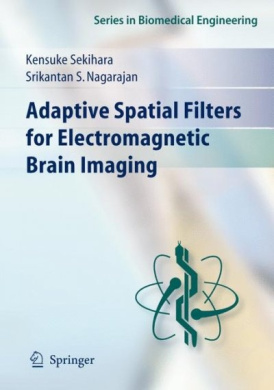 Series in Biomedical Engineering
Kensuke Sekihara
Srikantan S. Nagarajan
Adaptive Spatial Filters
for Electromagnetic
Brain Imaging
Springer